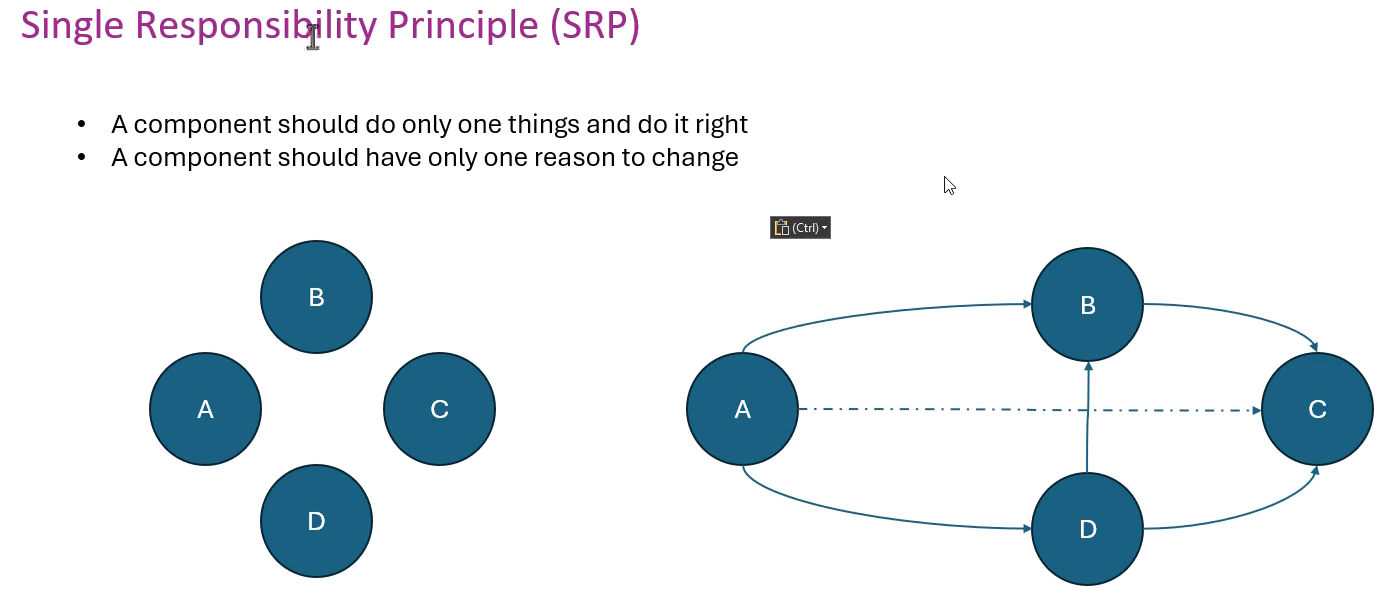 Single Responsibility Principle (SRP)
• A component should do only one things and do it right
• A component should have only one reason to change
(Ctrl)
B
A
C
D
B
A
C
D